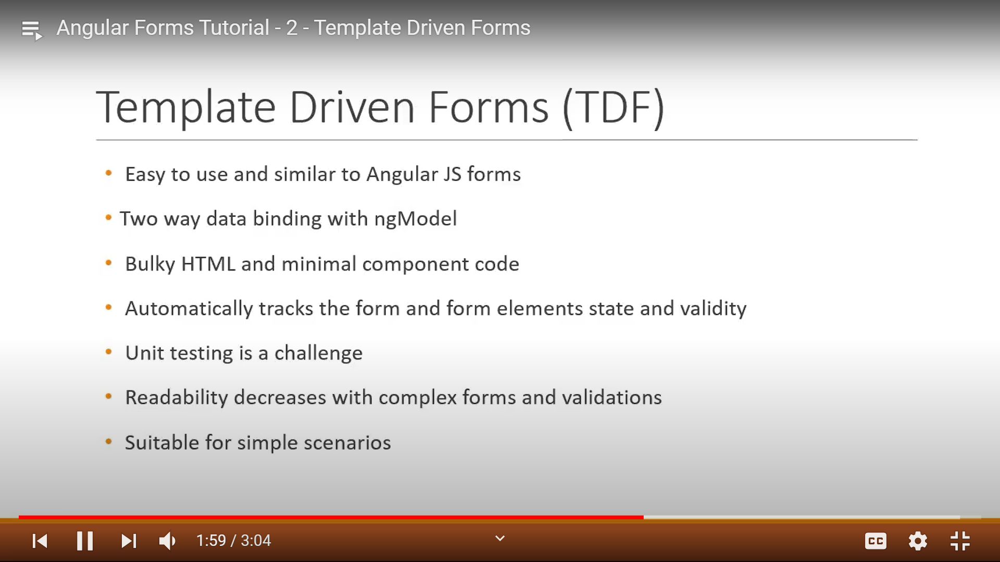 Angular Forms Tutorial - 2 - Template Driven Forms
Template Driven Forms (TDF)
• Easy to use and similar to Angular JS forms
• Two way data binding with ngModel
• Bulky HTML and minimal component code
• Automatically tracks the form and form elements state and validity
• Unit testing is a challenge
• Readability decreases with complex forms and validations
• Suitable for simple scenarios
1:59 / 3:04
CC